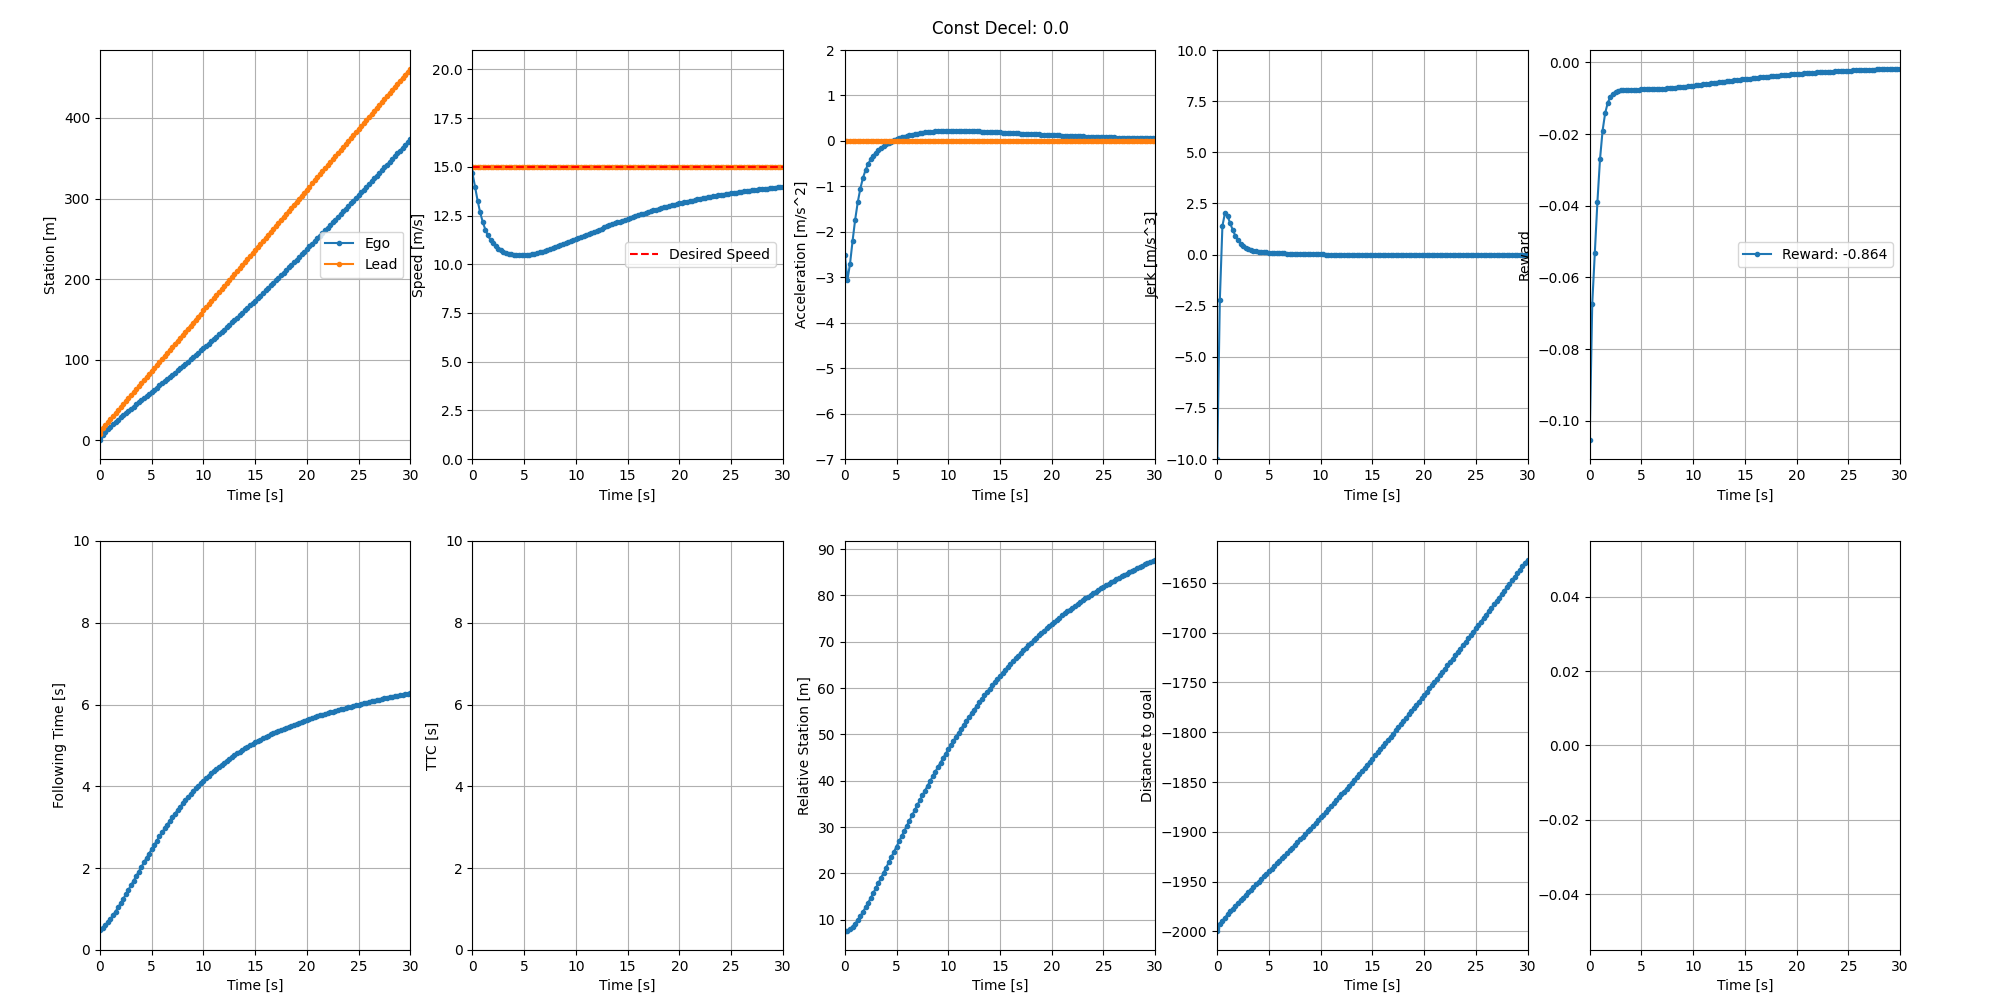 Const Decel: 0.0
Station [m]
400
300
200
100
0
Ego
Lead
0 5 10 15 20 25 30
Time [s]
Speed [m/s]
20.0
17.5
15.0
12.5
10.0
7.5
5.0
2.5
0.0
Desired Speed
0 5 10 15 20 25 30
Time [s]
Acceleration [m/s^2]
2
1
0
−1
−2
−3
−4
−5
−6
−7
0 5 10 15 20 25 30
Time [s]
Jerk [m/s^3]
10.0
7.5
5.0
2.5
0.0
−2.5
−5.0
−7.5
−10.0
0 5 10 15 20 25 30
Time [s]
Reward
0.00
−0.02
−0.04
−0.06
−0.08
−0.10
Reward: -0.864
0 5 10 15 20 25 30
Time [s]
Following Time [s]
10
8
6
4
2
0
0 5 10 15 20 25 30
Time [s]
TTC [s]
10
8
6
4
2
0
0 5 10 15 20 25 30
Time [s]
Relative Station [m]
90
80
70
60
50
40
30
20
10
0 5 10 15 20 25 30
Time [s]
Distance to goal
−1650
−1700
−1750
−1800
−1850
−1900
−1950
−2000
0 5 10 15 20 25 30
Time [s]
0.04
0.02
0.00
−0.02
−0.04
0 5 10 15 20 25 30
Time [s]